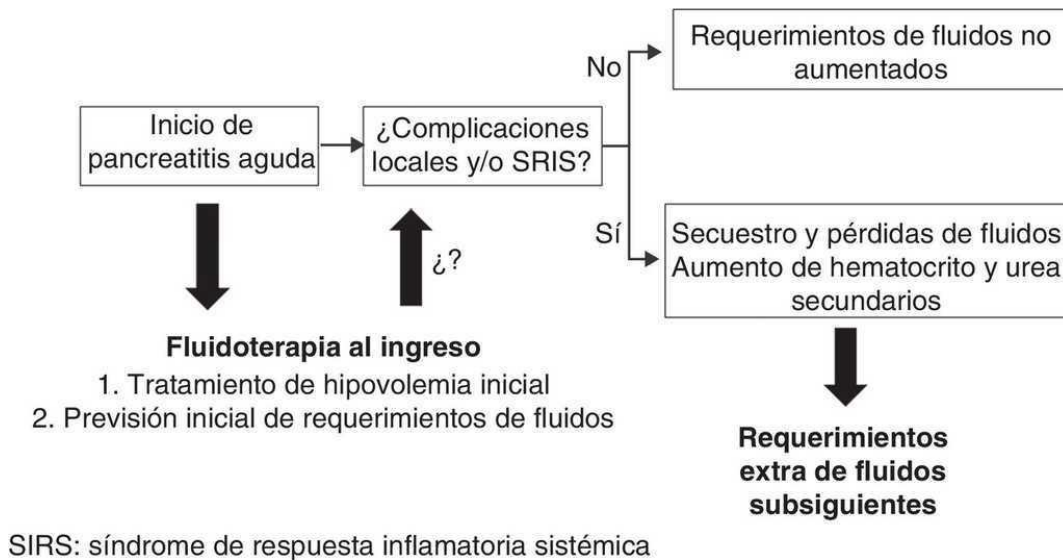 Inicio de
pancreatitis aguda
¿Complicaciones
locales y/o SRIS?
No
Requerimientos de fluidos no
aumentados
Sí
Secuestro y pérdidas de fluidos
Aumento de hematocrito y urea
secundarios
¿?
Fluidoterapia al ingreso
1. Tratamiento de hipovolemia inicial
2. Previsión inicial de requerimientos de fluidos
Requerimientos
extra de fluidos
subsiguientes
SIRS: síndrome de respuesta inflamatoria sistémica